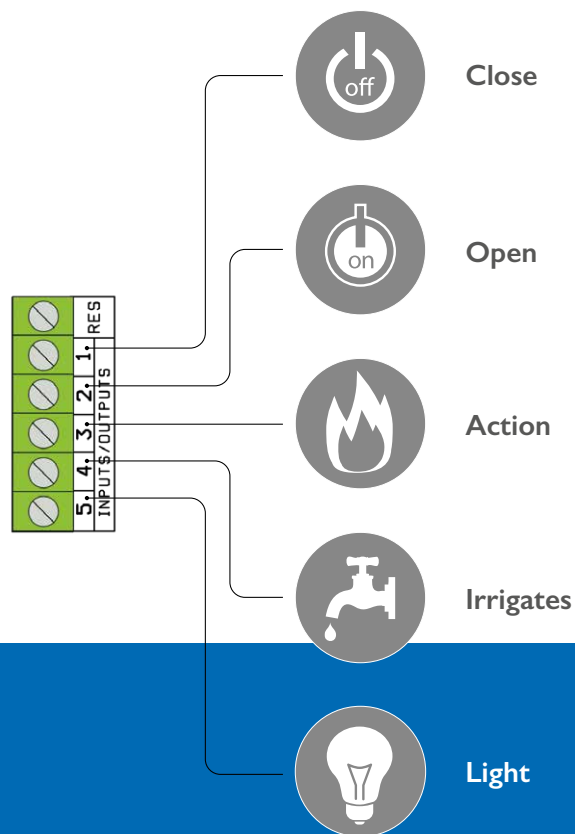 off
Close
on
Open
RES
1.
2.
3.
4.
5.
INPUTS/OUTPUTS
Action
Irrigates
Light